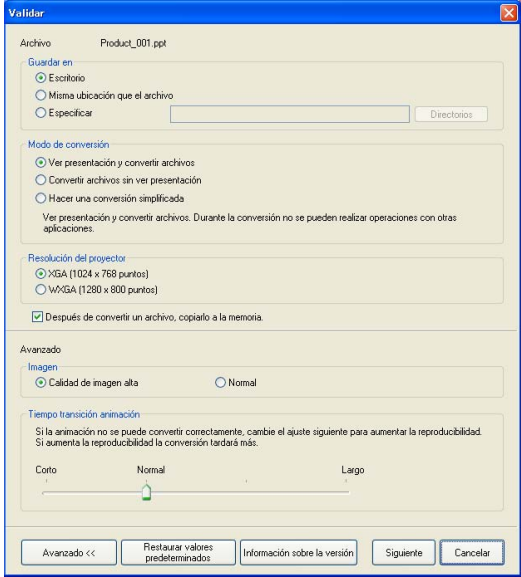 Validar
Archivo Product_001.ppt
Guardar en
Escritorio
Misma ubicación que el archivo
Especificar Directorios
Modo de conversión
Ver presentación y convertir archivos
Convertir archivos sin ver presentación
Hacer una conversión simplificada
Ver presentación y convertir archivos. Durante la conversión no se pueden realizar operaciones con otras
aplicaciones.
Resolución del proyector
XGA (1024 x 768 puntos)
WXGA (1280 x 800 puntos)
Después de convertir un archivo, copiarlo a la memoria.
Avanzado
Imagen
Calidad de imagen alta Normal
Tiempo transición animación
Si la animación no se puede convertir correctamente, cambie el ajuste siguiente para aumentar la reproducibilidad.
Si aumenta la reproducibilidad la conversión tardará más.
Corto Normal Largo
Avanzado << Restaurar valores predeterminados Información sobre la versión Siguiente Cancelar